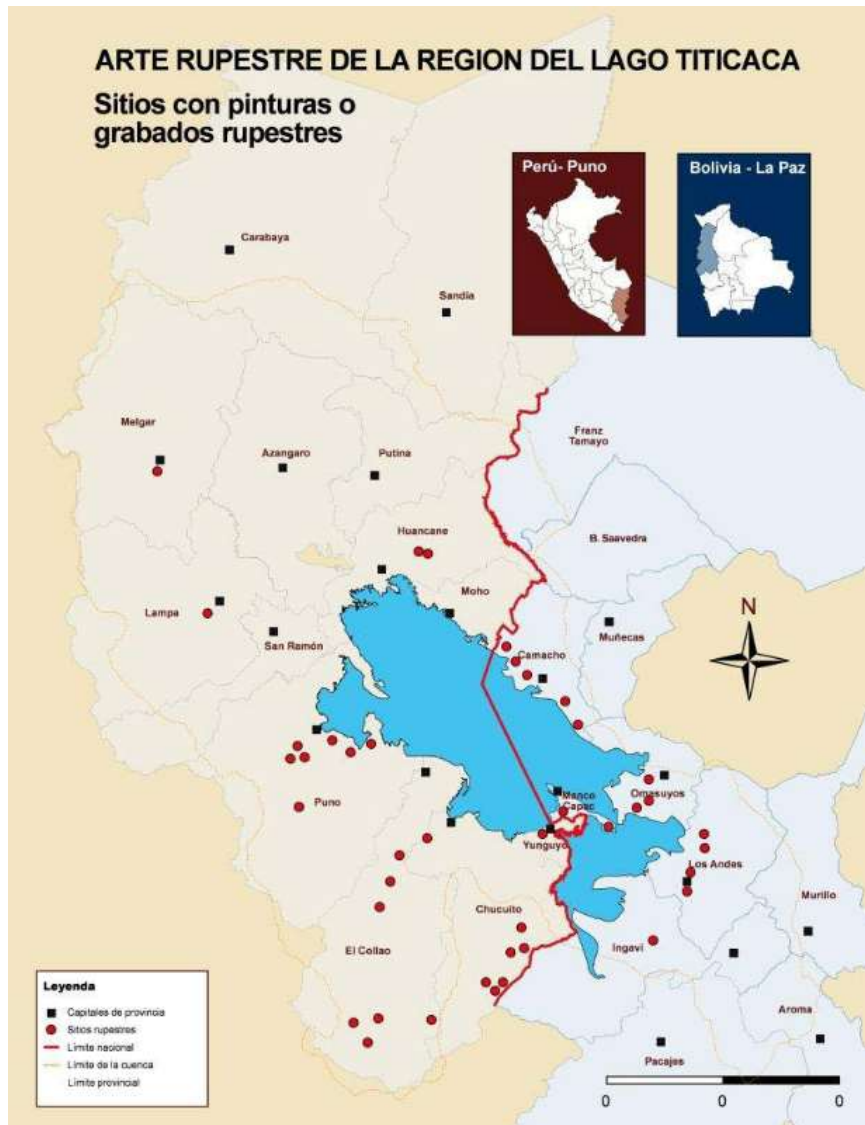 ARTE RUPESTRE DE LA REGION DEL LAGO TITICACA
Sitios con pinturas o
grabados rupestres
Perú- Puno
Bolivia - La Paz
Carabaya
Sandia
Melgar
Azangaro
Putina
Franz
Tamayo
Huancane
B. Saavedra
Lampa
Moho
San Ramón
Camacho
Muñecas
N
Puno
Manco
Capac
Omasuyos
Yunguyo
Los Andes
Chucuito
Murillo
El Collao
Ingavi
Aroma
Pacajes
Leyenda
Capitales de provincia
Sitios rupestres
Límite nacional
Límite de la cuenca
Límite provincial
0 0 0